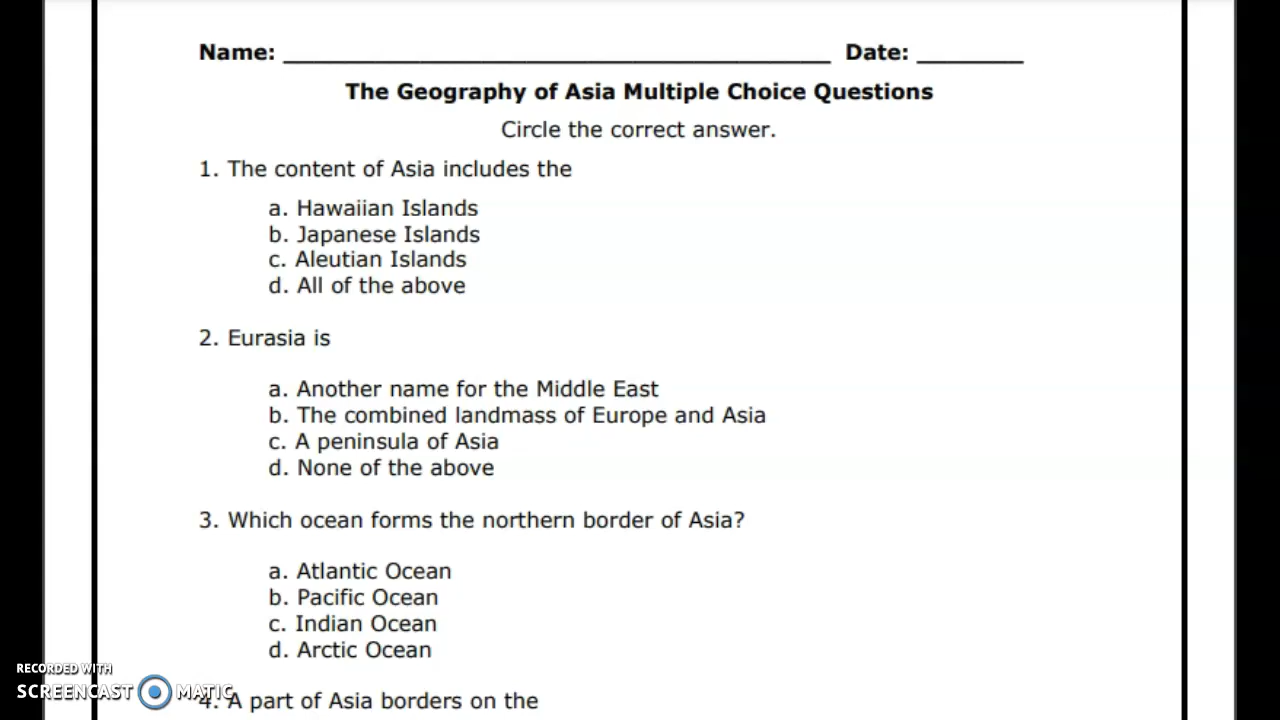 Name: ___________________________________________ Date: ________
The Geography of Asia Multiple Choice Questions
Circle the correct answer.
1. The content of Asia includes the
a. Hawaiian Islands
b. Japanese Islands
c. Aleutian Islands
d. All of the above
2. Eurasia is
a. Another name for the Middle East
b. The combined landmass of Europe and Asia
c. A peninsula of Asia
d. None of the above
3. Which ocean forms the northern border of Asia?
a. Atlantic Ocean
b. Pacific Ocean
c. Indian Ocean
d. Arctic Ocean
RECORDED WITH
SCREENCAST MATIC
4. A part of Asia borders on the